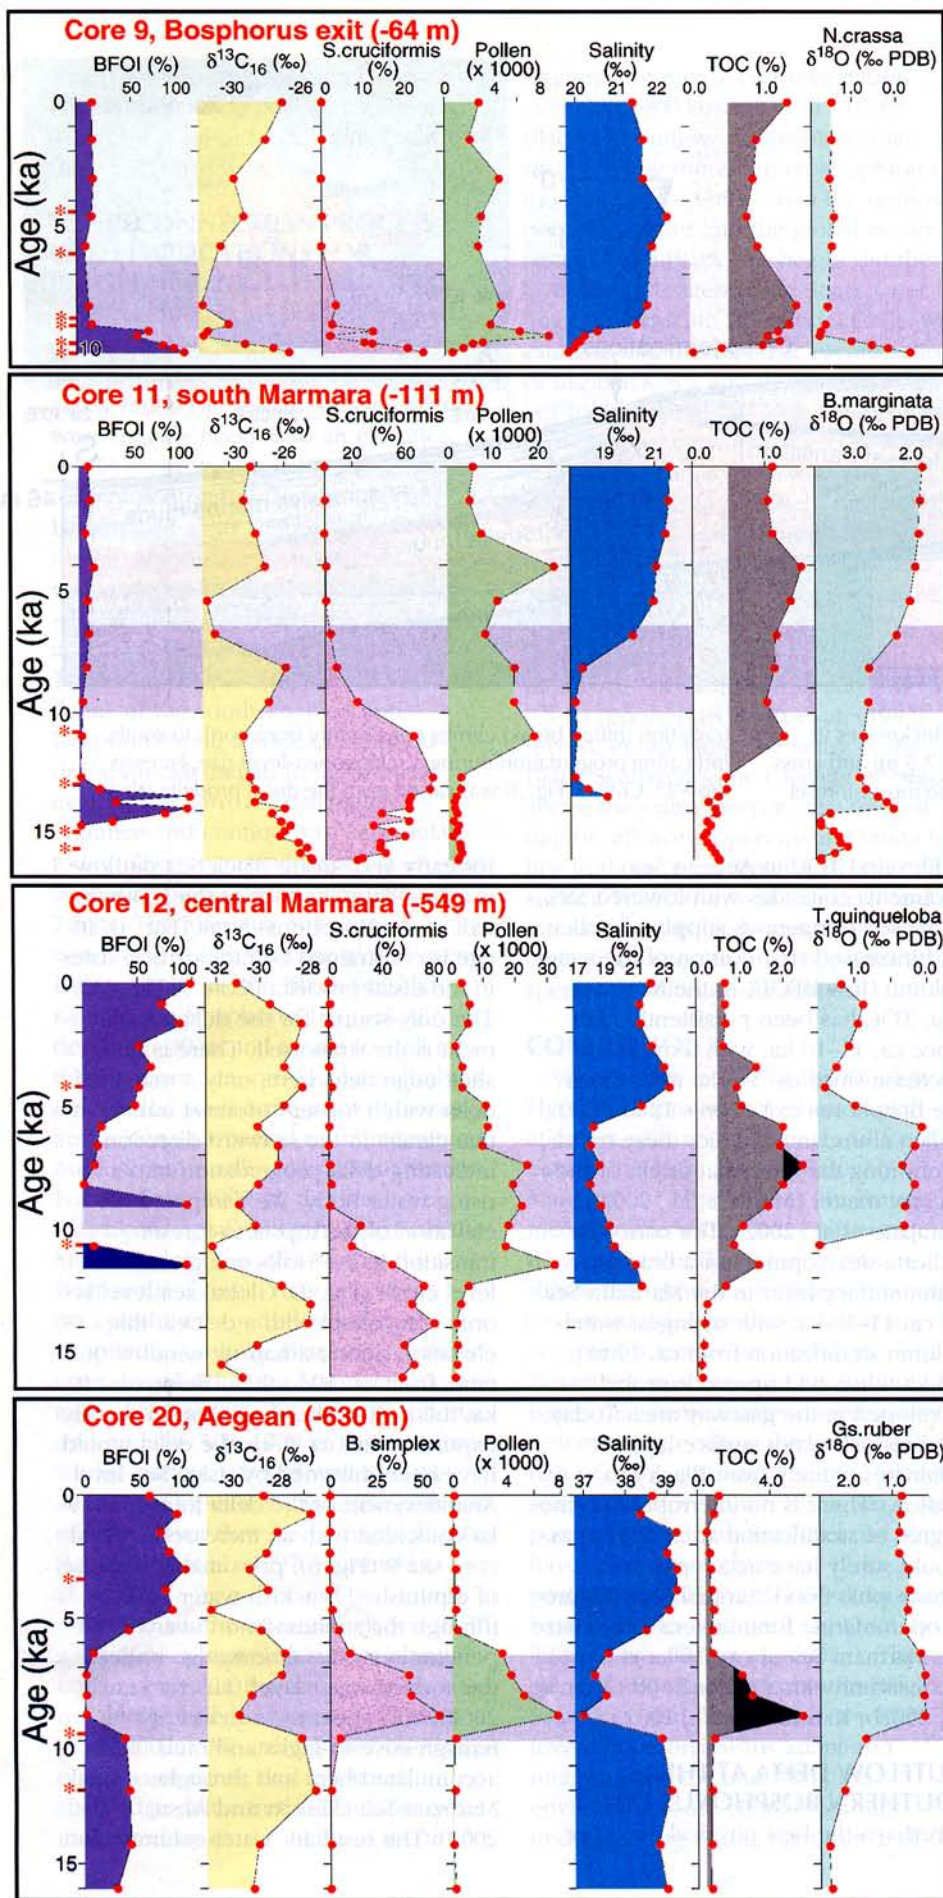 Core 9, Bosphorus exit (-64 m)
BFOI (%)
δ13C16 (‰)
S.cruciformis (%)
Pollen (x 1000)
Salinity (‰)
TOC (%)
N.crassa δ18O (‰ PDB)
50 100
-30 -26
0 10 20
0 4 8
20 21 22
0.0 1.0
1.0 0.0
Age (ka)
0
5
10
Core 11, south Marmara (-111 m)
BFOI (%)
δ13C16 (‰)
S.cruciformis (%)
Pollen (x 1000)
Salinity (‰)
TOC (%)
B.marginata δ18O (‰ PDB)
50 100
-30 -26
20 60
10 20
19 21
0.0 1.0
3.0 2.0
Age (ka)
0
5
10
15
Core 12, central Marmara (-549 m)
BFOI (%)
δ13C16 (‰)
S.cruciformis (%)
Pollen (x 1000)
Salinity (‰)
TOC (%)
T.quinqueloba δ18O (‰ PDB)
50 100
-32 -30 -28
0 40 80
0 10 20 30
17 19 21 23
0.0 1.0 2.0
1.0 0.0
Age (ka)
0
5
10
15
Core 20, Aegean (-630 m)
BFOI (%)
δ13C16 (‰)
B. simplex (%)
Pollen (x 1000)
Salinity (‰)
TOC (%)
Gs.ruber δ18O (‰ PDB)
50 100
-30 -28 -26
0 25 50
0 4 8
37 38 39
0.0
2.0 0.0
Age (ka)
0
5
10
15